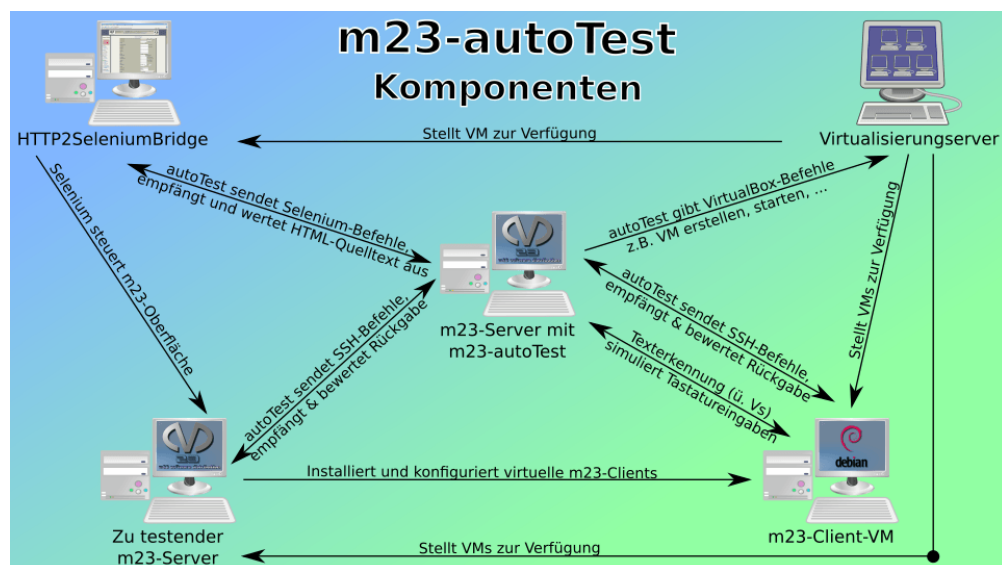 m23-autoTest
Komponenten
HTTP2SeleniumBridge
Virtualisierungserver
Stellt VM zur Verfügung
autoTest sendet Selenium-Befehle,
empfängt und wertet HTML-Quelltext aus
autoTest gibt VirtualBox-Befehle
z.B. VM erstellen, starten, ...
Selenium steuert m23-Oberfläche
Stellt VMs zur Verfügung
m23-Server mit
m23-autoTest
autoTest sendet SSH-Befehle,
empfängt & bewertet Rückgabe
autoTest sendet SSH-Befehle,
empfängt & bewertet Rückgabe
Texterkennung (ü. Vs)
simuliert Tastatureingaben
debian
Installiert und konfiguriert virtuelle m23-Clients
Zu testender
m23-Server
m23-Client-VM
Stellt VMs zur Verfügung